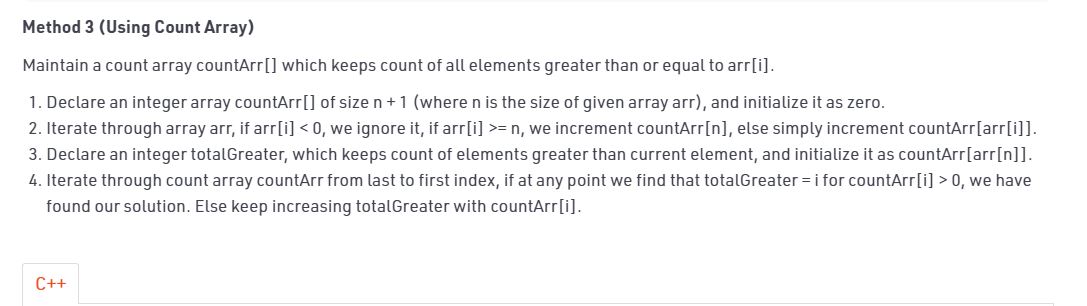 Method 3 (Using Count Array)
Maintain a count array countArr[] which keeps count of all elements greater than or equal to arr[i].
1. Declare an integer array countArr[] of size n + 1 (where n is the size of given array arr), and initialize it as zero.
2. Iterate through array arr, if arr[i] < 0, we ignore it, if arr[i] >= n, we increment countArr[n], else simply increment countArr[arr[i]].
3. Declare an integer totalGreater, which keeps count of elements greater than current element, and initialize it as countArr[arr[n]].
4. Iterate through count array countArr from last to first index, if at any point we find that totalGreater = i for countArr[i] > 0, we have
found our solution. Else keep increasing totalGreater with countArr[i].
C++